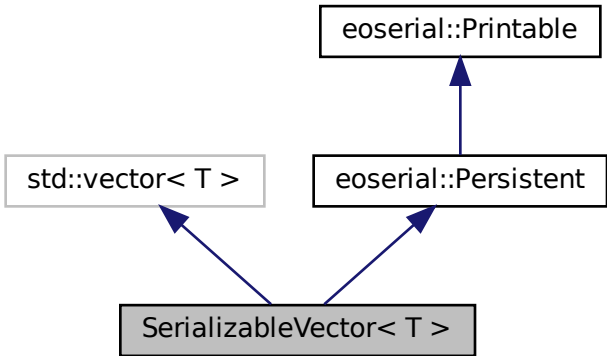 eoserial::Printable
std::vector< T >
eoserial::Persistent
SerializableVector< T >